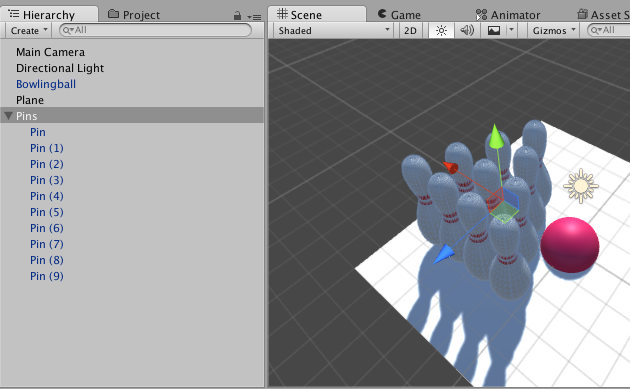 Hierarchy Project
Create All
Main Camera
Directional Light
Bowlingball
Plane
Pins
Pin
Pin (1)
Pin (2)
Pin (3)
Pin (4)
Pin (5)
Pin (6)
Pin (7)
Pin (8)
Pin (9)
Scene Game Animator Asset S
Shaded 2D Gizmos All